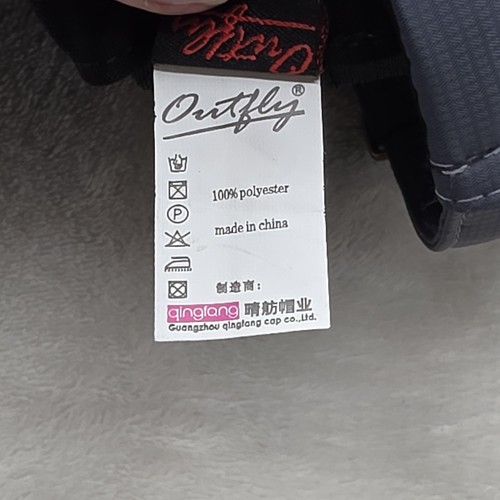 Outfly
Outfly®
100% polyester
P
made in china
制造商:
qingfang 晴舫帽业
Guangzhou qingfang cap co.,Ltd.